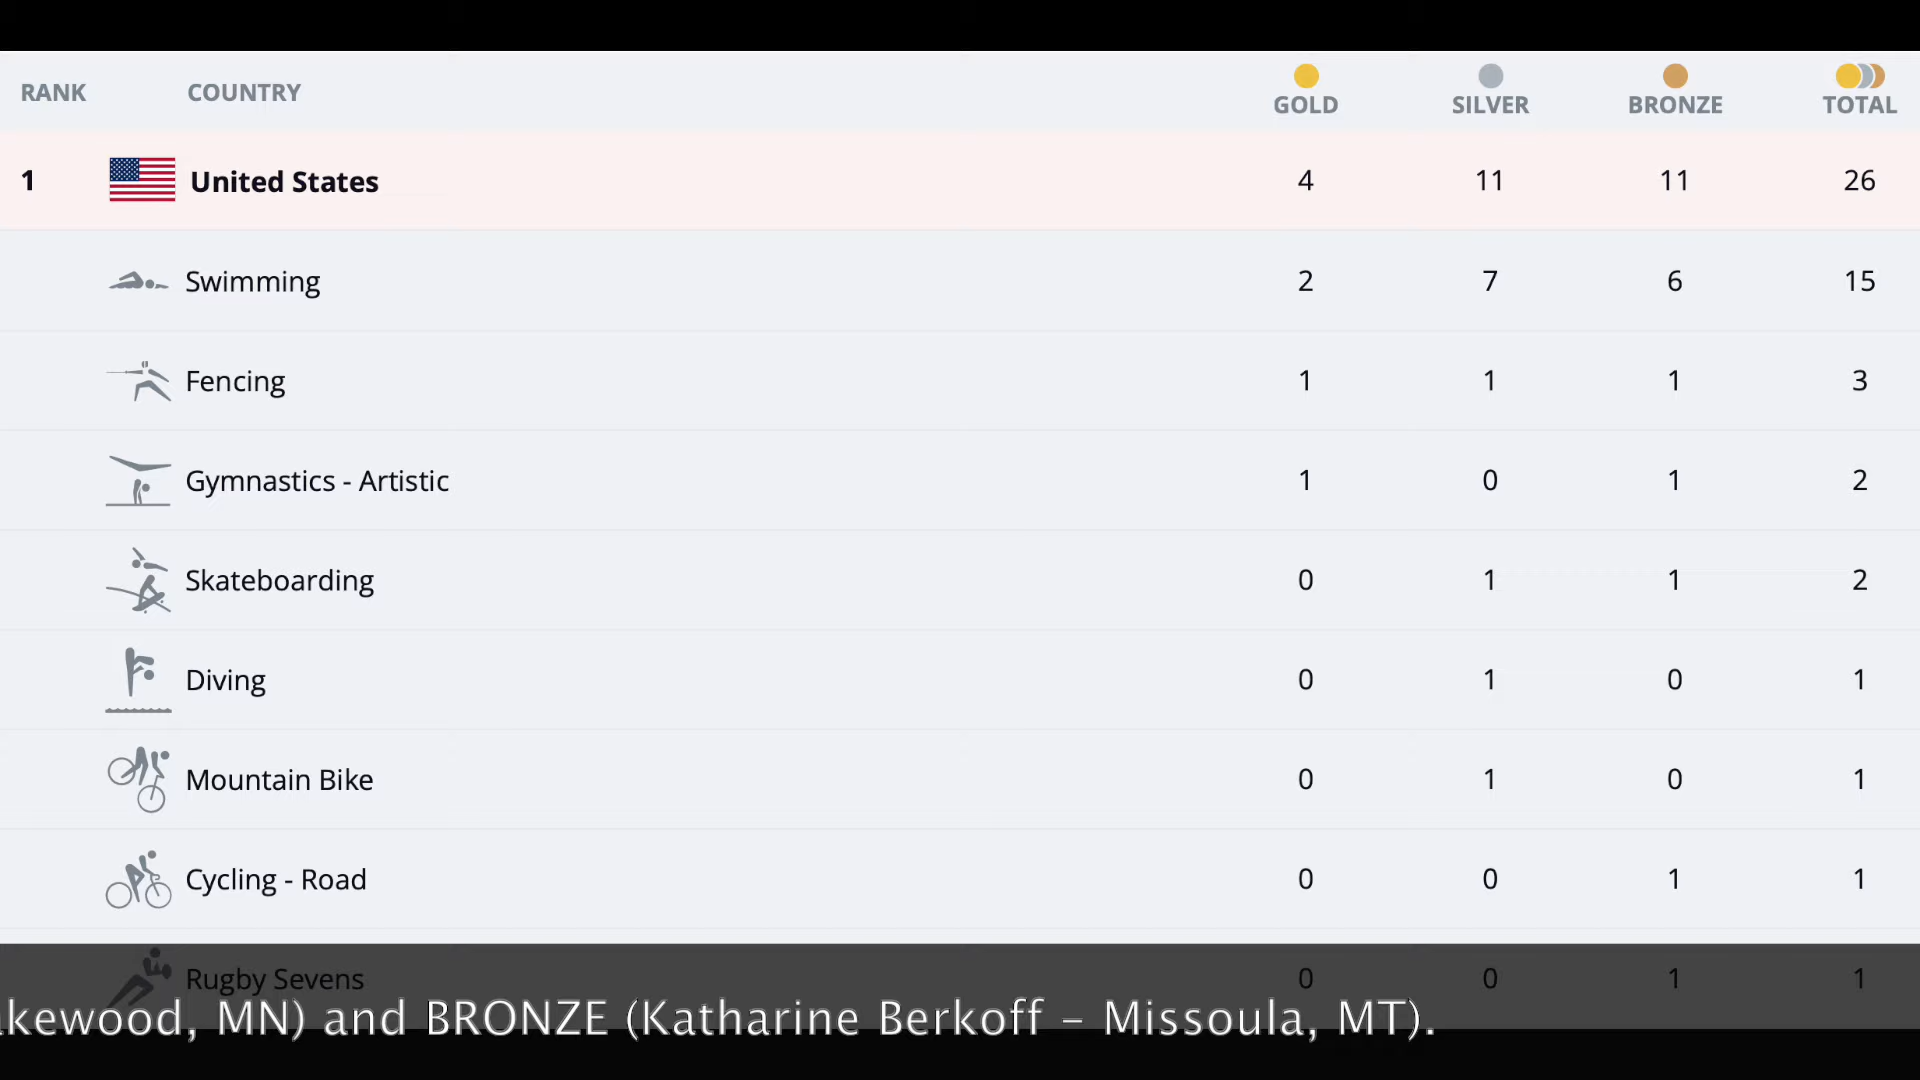 RANK COUNTRY GOLD SILVER BRONZE TOTAL
1 United States 4 11 11 26
Swimming 2 7 6 15
Fencing 1 1 1 3
Gymnastics - Artistic 1 0 1 2
Skateboarding 0 1 1 2
Diving 0 1 0 1
Mountain Bike 0 1 0 1
Cycling - Road 0 0 1 1
Rugby Sevens 0 0 1 1
kewood, MN) and BRONZE (Katharine Berkoff – Missoula, MT).